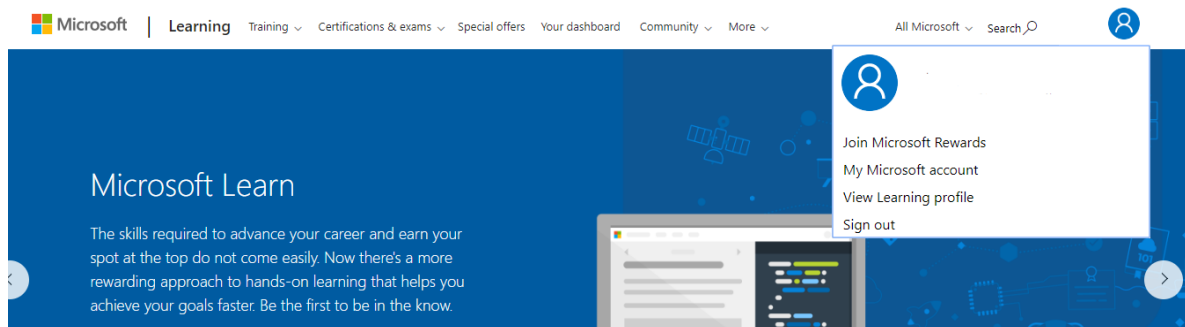 Microsoft | Learning Training Certifications & exams Special offers Your dashboard Community More All Microsoft Search
Join Microsoft Rewards
My Microsoft account
View Learning profile
Sign out
Microsoft Learn
The skills required to advance your career and earn your
spot at the top do not come easily. Now there's a more
rewarding approach to hands-on learning that helps you
achieve your goals faster. Be the first to be in the know.
101